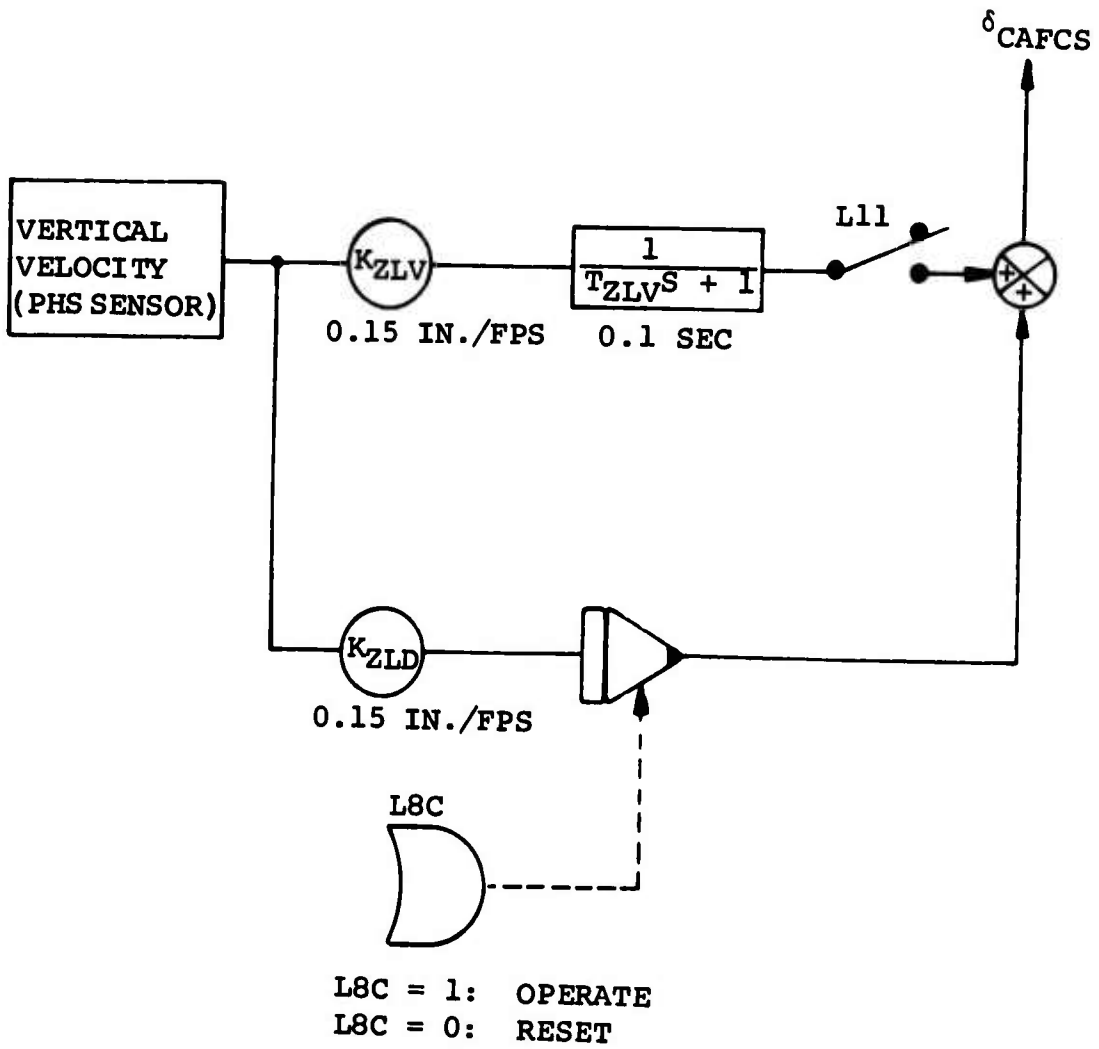 δCAFCS
VERTICAL
VELOCITY
(PHS SENSOR)
KZLV
0.15 IN./FPS
1
TZLVS + 1
0.1 SEC
L11
+
+
KZLD
0.15 IN./FPS
L8C
L8C = 1: OPERATE
L8C = 0: RESET